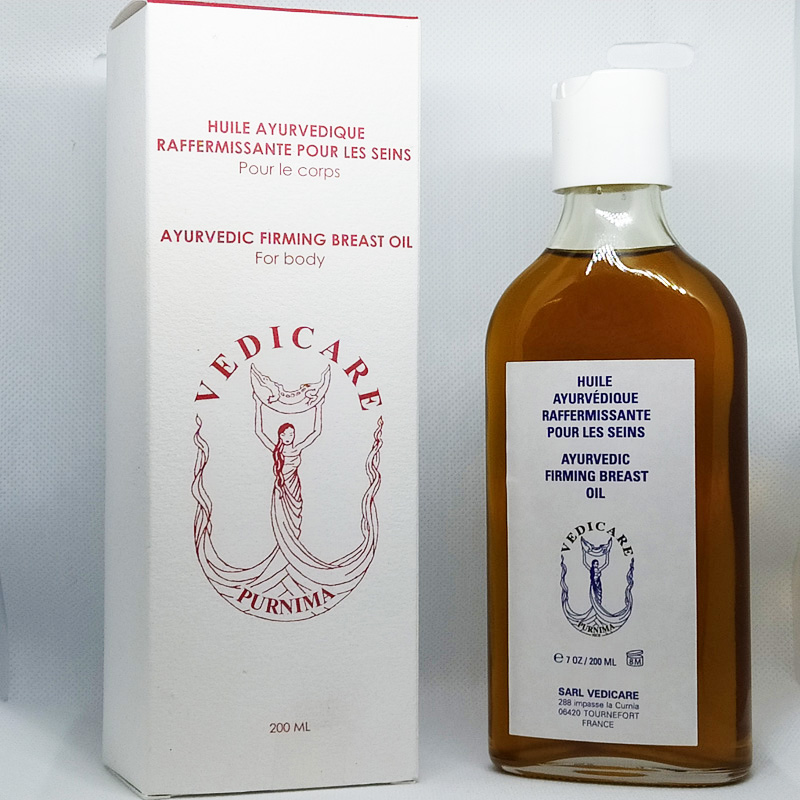 HUILE AYURVEDIQUE
RAFFERMISSANTE POUR LES SEINS
Pour le corps
AYURVEDIC FIRMING BREAST OIL
For body
VEDICARE
PURNIMA
200 ML
HUILE
AYURVÉDIQUE
RAFFERMISSANTE
POUR LES SEINS
AYURVEDIC
FIRMING BREAST
OIL
VEDICARE
PURNIMA
℮ 7 OZ / 200 ML
8M
SARL VEDICARE
288 impasse la Curnia
06420 TOURNEFORT
FRANCE